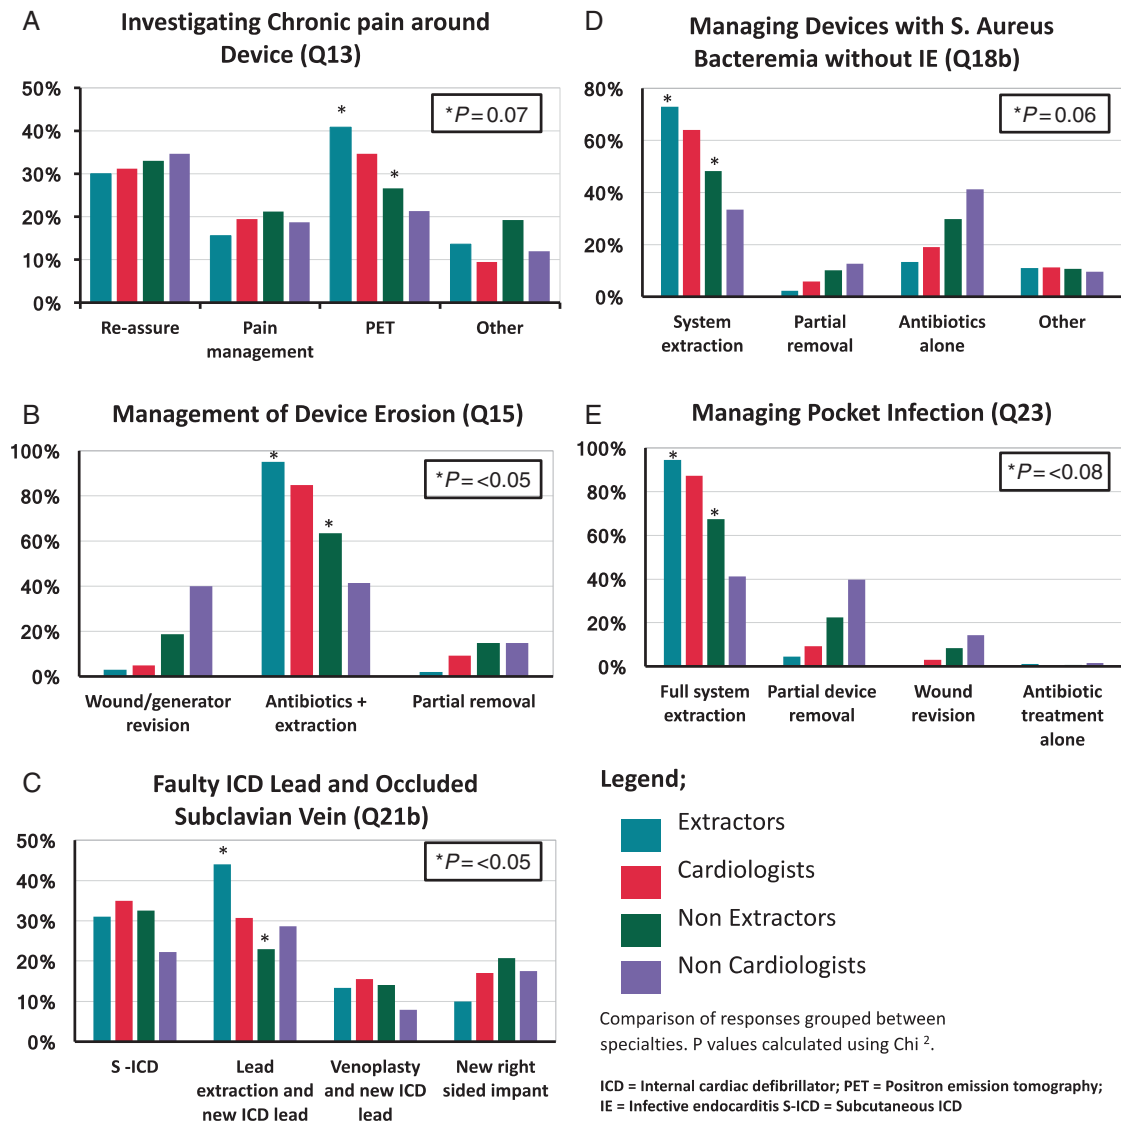 A
Investigating Chronic pain around
Device (Q13)
50%
40%
30%
20%
10%
0%
*
*
*P = 0.07
Re-assure
Pain
management
PET
Other
B
Management of Device Erosion (Q15)
100%
80%
60%
40%
20%
0%
*
*
*P = <0.05
Wound/generator
revision
Antibiotics +
extraction
Partial removal
C
Faulty ICD Lead and Occluded
Subclavian Vein (Q21b)
50%
40%
30%
20%
10%
0%
*
*
*P = <0.05
S -ICD
Lead
extraction and
new ICD lead
Venoplasty
and new ICD
lead
New right
sided impant
D
Managing Devices with S. Aureus
Bacteremia without IE (Q18b)
80%
60%
40%
20%
0%
*
*
*P = 0.06
System
extraction
Partial
removal
Antibiotics
alone
Other
E
Managing Pocket Infection (Q23)
100%
80%
60%
40%
20%
0%
*
*
*P = <0.08
Full system
extraction
Partial device
removal
Wound
revision
Antibiotic
treatment
alone
Legend;
Extractors
Cardiologists
Non Extractors
Non Cardiologists
Comparison of responses grouped between
specialties. P values calculated using Chi ².
ICD = Internal cardiac defibrillator; PET = Positron emission tomography;
IE = Infective endocarditis S-ICD = Subcutaneous ICD